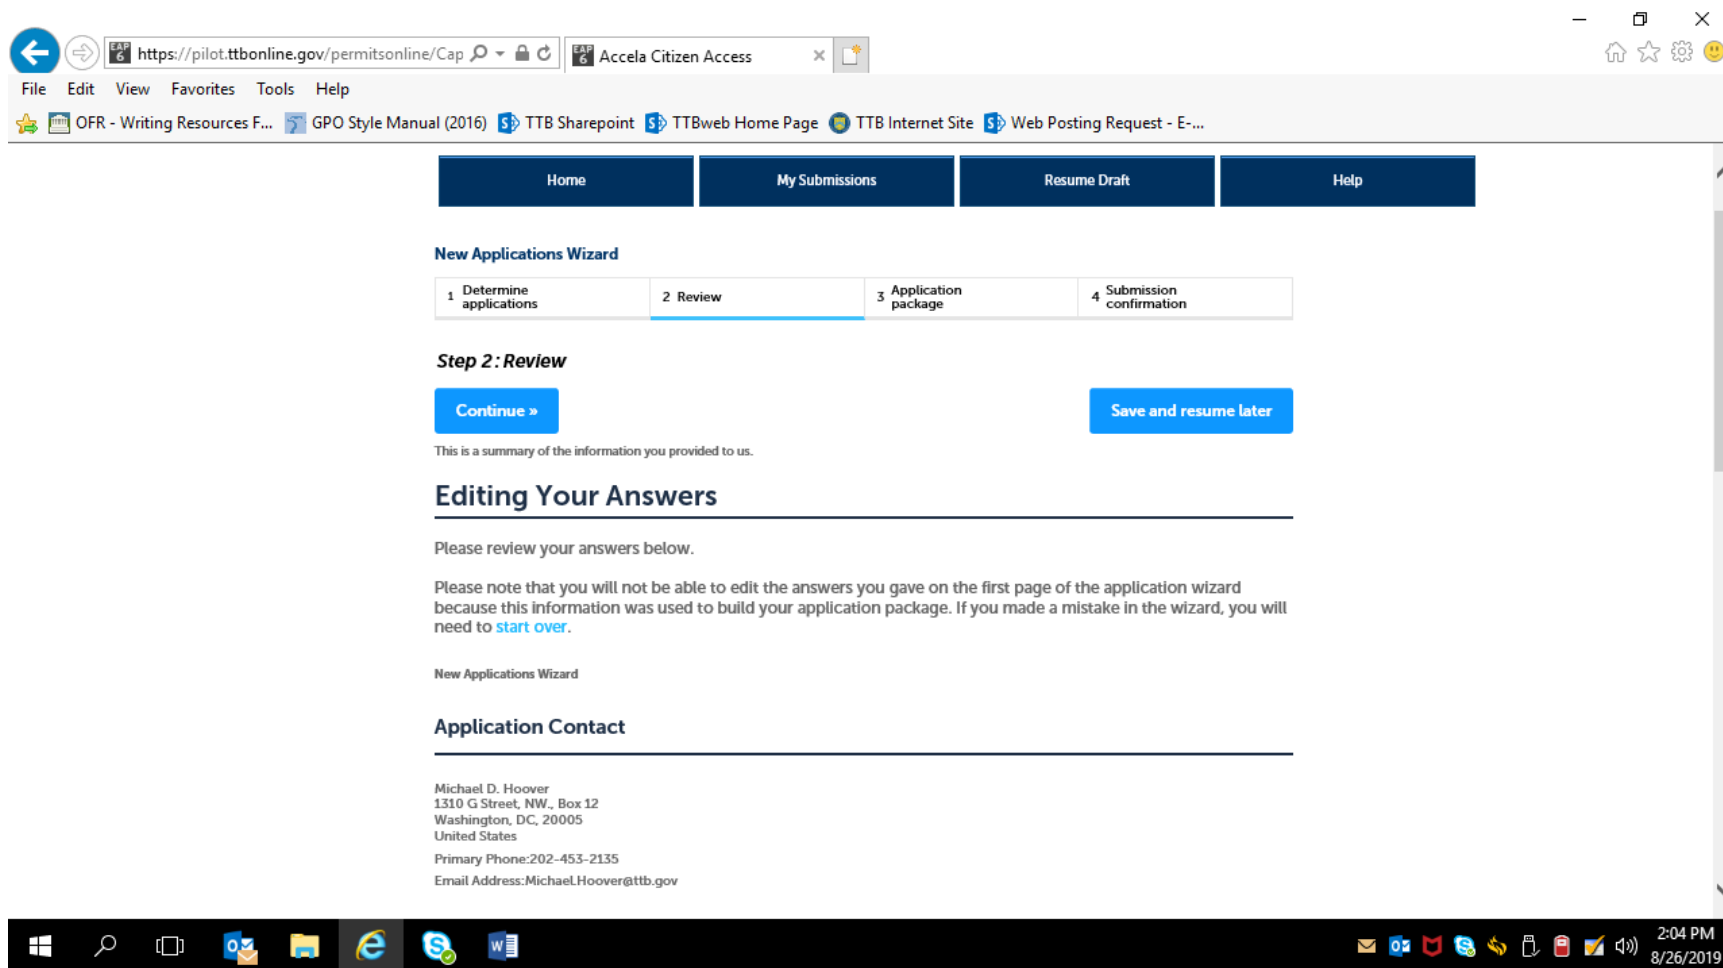 https://pilot.ttbonline.gov/permitsonline/Cap
EAP 6 Accela Citizen Access
File Edit View Favorites Tools Help
OFR - Writing Resources F... GPO Style Manual (2016) TTB Sharepoint TTBweb Home Page TTB Internet Site Web Posting Request - E-...
Home My Submissions Resume Draft Help
New Applications Wizard
1 Determine applications
2 Review
3 Application package
4 Submission confirmation
Step 2: Review
Continue »
Save and resume later
This is a summary of the information you provided to us.
Editing Your Answers
Please review your answers below.
Please note that you will not be able to edit the answers you gave on the first page of the application wizard
because this information was used to build your application package. If you made a mistake in the wizard, you will
need to start over.
New Applications Wizard
Application Contact
Michael D. Hoover
1310 G Street, NW., Box 12
Washington, DC, 20005
United States
Primary Phone:202-453-2135
Email Address:Michael.Hoover@ttb.gov
2:04 PM
8/26/2019